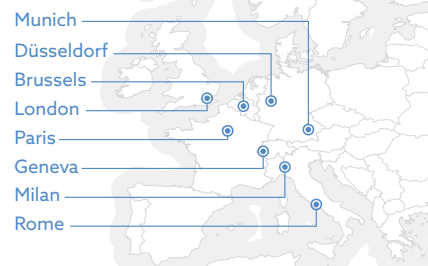 Munich
Düsseldorf
Brussels
London
Paris
Geneva
Milan
Rome